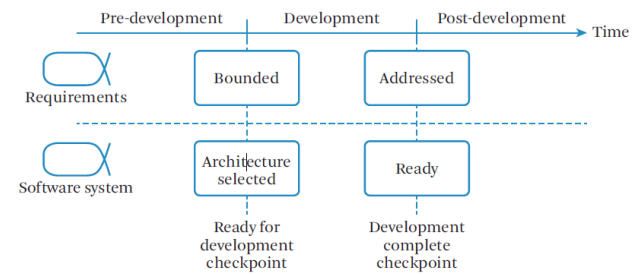 Pre-development
Development
Post-development
Time
Bounded
Addressed
Requirements
Architecture
selected
Ready
Software system
Ready for
development
checkpoint
Development
complete
checkpoint